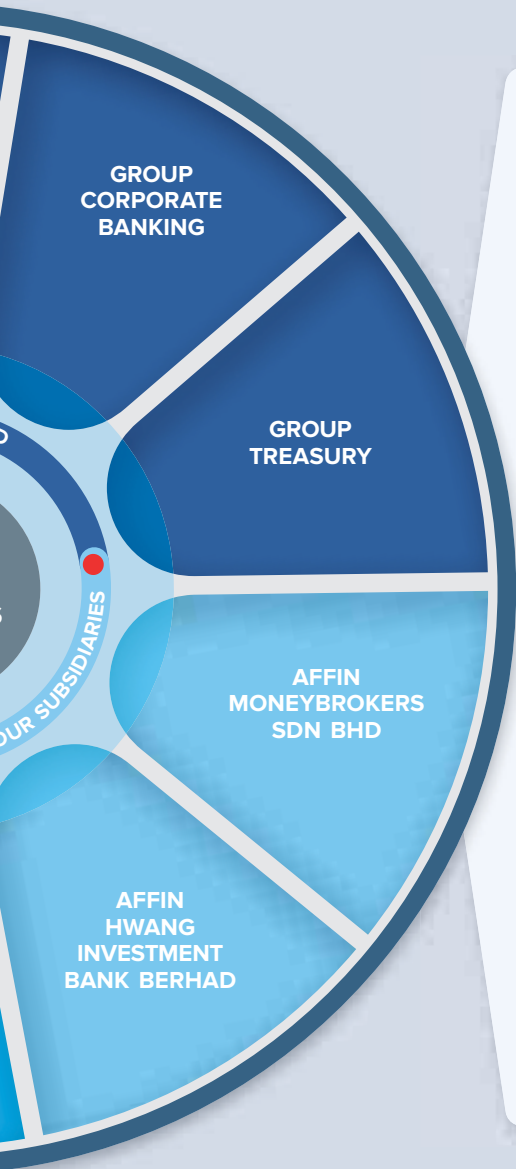 GROUP
CORPORATE
BANKING
GROUP
TREASURY
OUR SUBSIDIARIES
AFFIN
MONEYBROKERS
SDN BHD
AFFIN
HWANG
INVESTMENT
BANK BERHAD